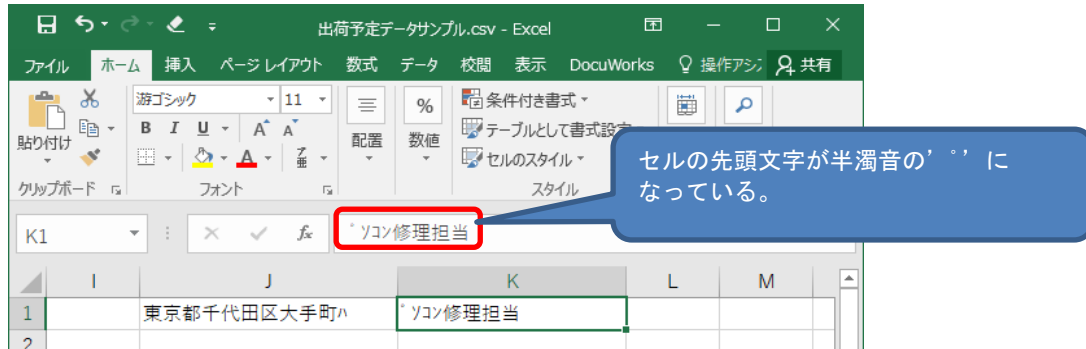 出荷予定データサンプル.csv - Excel
ファイル ホーム 挿入 ページ レイアウト 数式 データ 校閲 表示 DocuWorks 操作アシ 共有
貼り付け
クリップボード
游ゴシック 11
B I U A A
A 亜
フォント
配置
%
数値
条件付き書式
テーブルとして書式設定
セルのスタイル
スタイル
セルの先頭文字が半濁音の’゜’に
なっている。
K1 fx ﾟｿｺﾝ修理担当
I J K L M
1 東京都千代田区大手町ﾊ ﾟｿｺﾝ修理担当
2